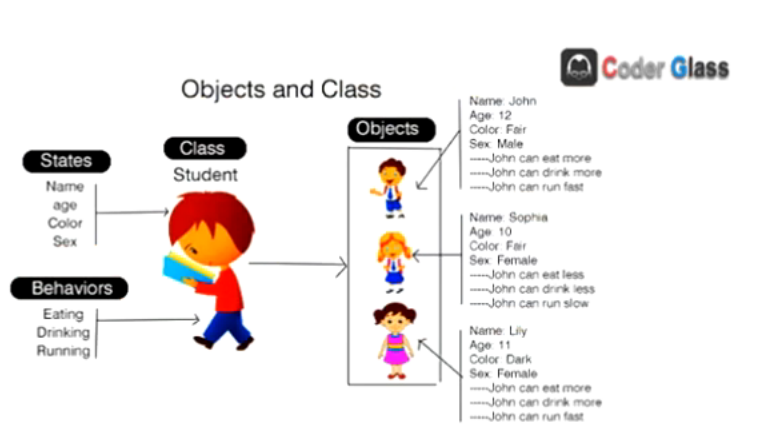 Coder Glass
Objects and Class
States
Name
age
Color
Sex
Behaviors
Eating
Drinking
Running
Class
Student
Objects
Name: John
Age: 12
Color: Fair
Sex: Male
-----John can eat more
-----John can drink more
-----John can run fast
Name: Sophia
Age: 10
Color: Fair
Sex: Female
-----John can eat less
-----John can drink less
-----John can run slow
Name: Lily
Age: 11
Color: Dark
Sex: Female
-----John can eat more
-----John can drink more
-----John can run fast